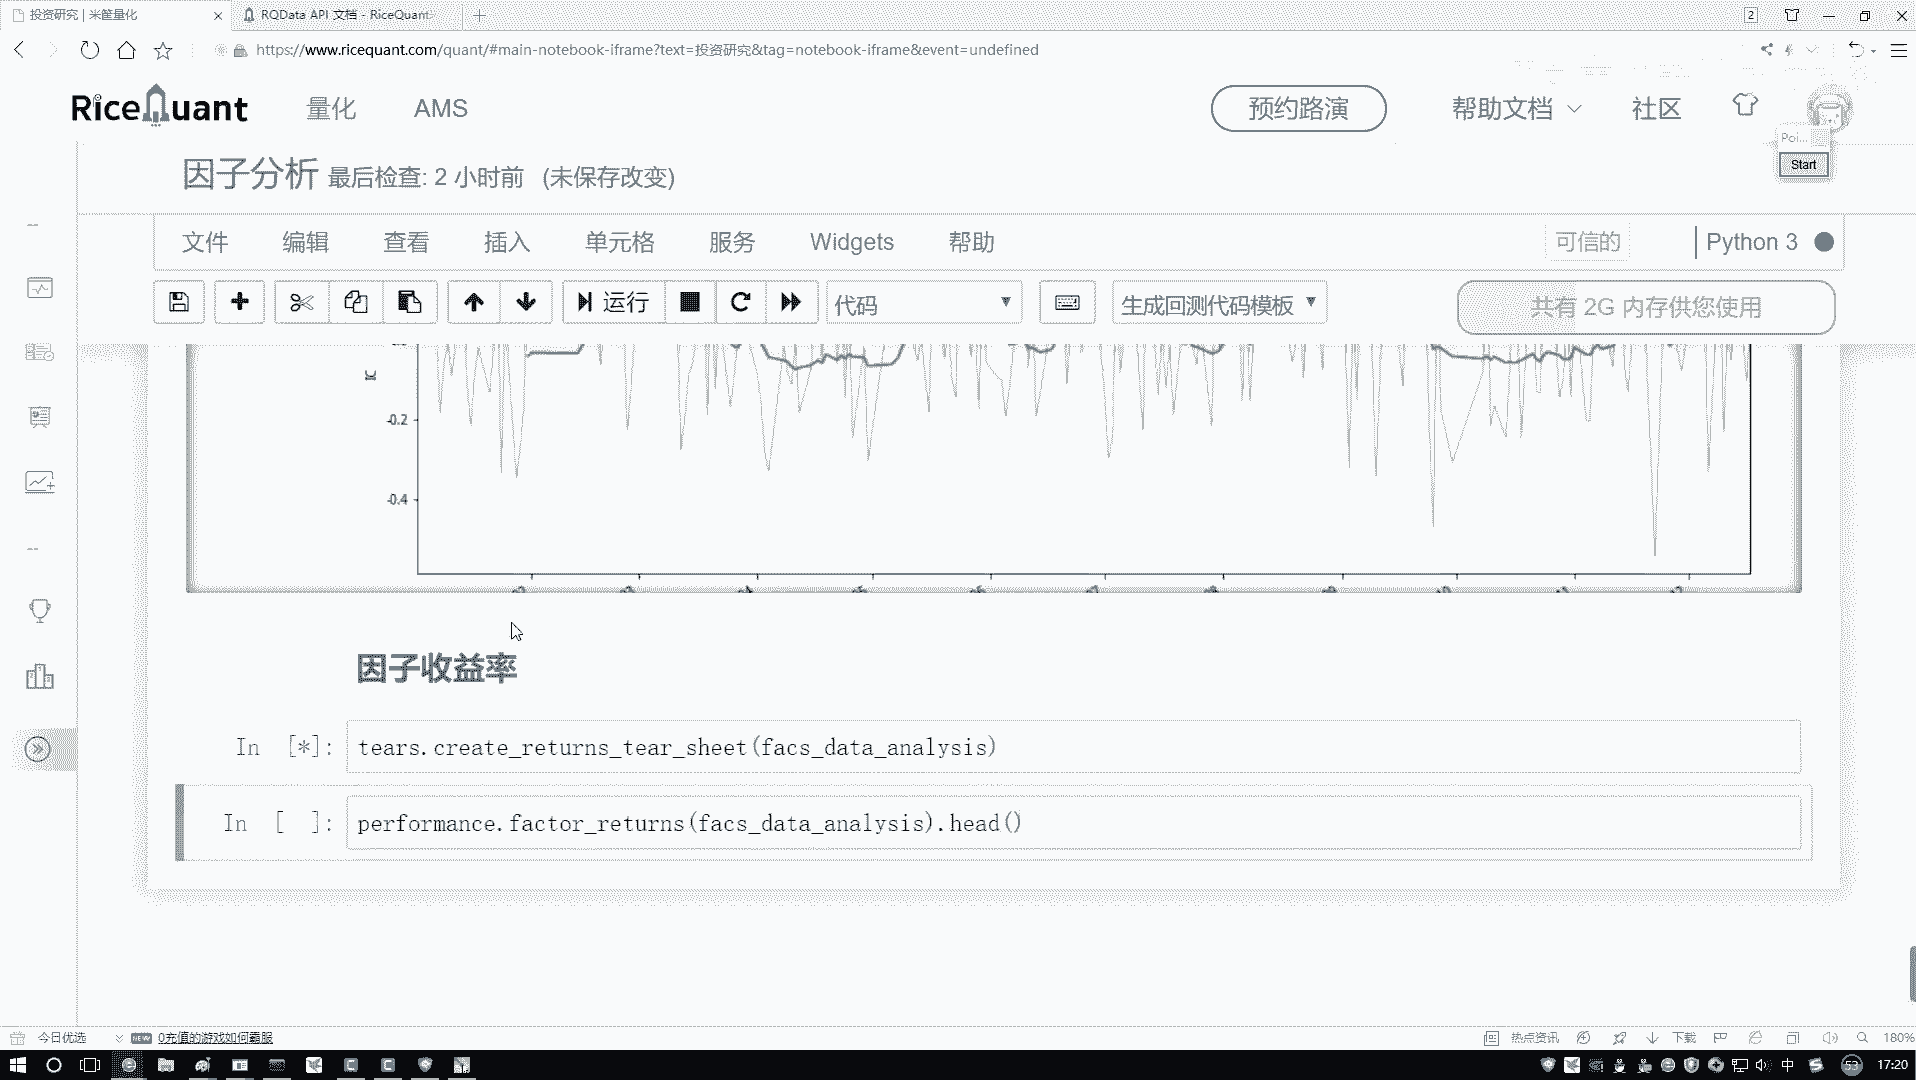 投资研究 | 米筐量化
RQData API 文档 - RiceQuant
2
https://www.ricequant.com/quant/#main-notebook-iframe?text=投资研究&tag=notebook-iframe&event=undefined
RiceQuant
量化
AMS
预约路演
帮助文档
社区
Poi...
Start
因子分析 最后检查: 2 小时前 (未保存改变)
文件
编辑
查看
插入
单元格
服务
Widgets
帮助
可信的
Python 3
运行
代码
生成回测代码模板
共有 2G 内存供您使用
IC
-0.2
-0.4
因子收益率
In [*]: tears.create_returns_tear_sheet(facs_data_analysis)
In [ ]: performance.factor_returns(facs_data_analysis).head()
今日优选
NEW 0充值的游戏如何霸服
热点资讯
下载
180%
中
53
17:20